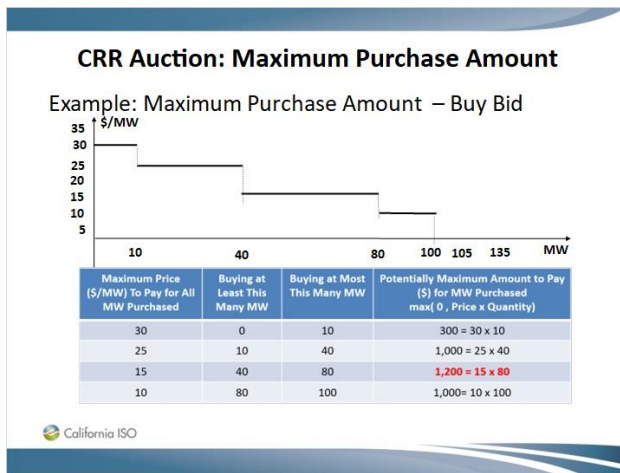 CRR Auction: Maximum Purchase Amount
Example: Maximum Purchase Amount – Buy Bid
$/MW
35
30
25
20
15
10
5
10 40 80 100 105 135 MW
Maximum Price ($/MW) To Pay for All MW Purchased
Buying at Least This Many MW
Buying at Most This Many MW
Potentially Maximum Amount to Pay ($) for MW Purchased max( 0 , Price x Quantity)
30 0 10 300 = 30 x 10
25 10 40 1,000 = 25 x 40
15 40 80 1,200 = 15 x 80
10 80 100 1,000= 10 x 100
California ISO